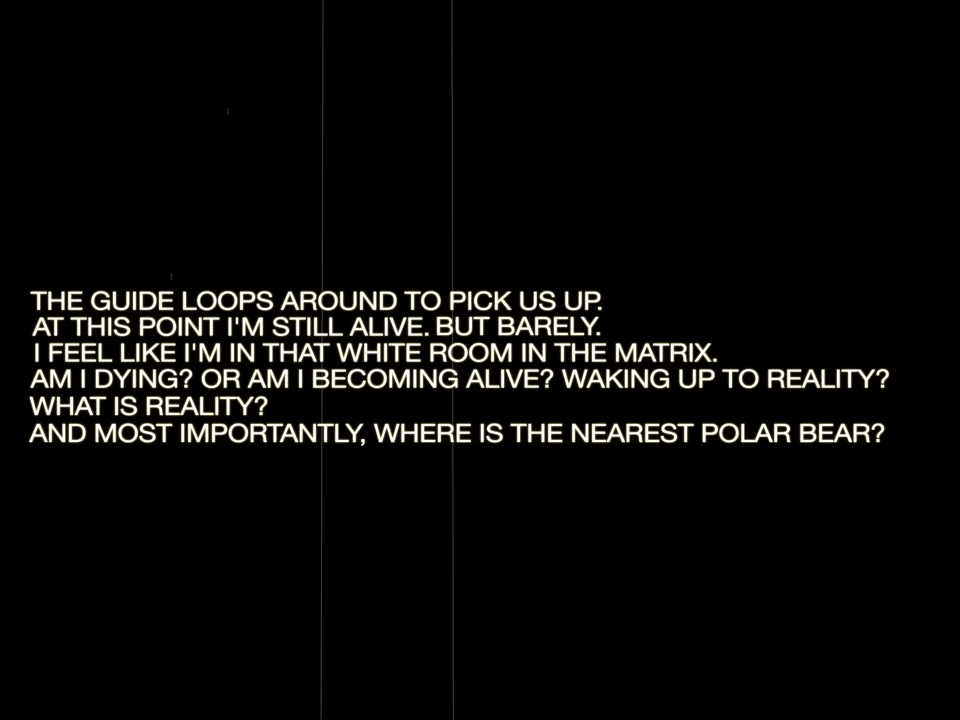 THE GUIDE LOOPS AROUND TO PICK US UP.
AT THIS POINT I'M STILL ALIVE. BUT BARELY.
I FEEL LIKE I'M IN THAT WHITE ROOM IN THE MATRIX.
AM I DYING? OR AM I BECOMING ALIVE? WAKING UP TO REALITY?
WHAT IS REALITY?
AND MOST IMPORTANTLY, WHERE IS THE NEAREST POLAR BEAR?